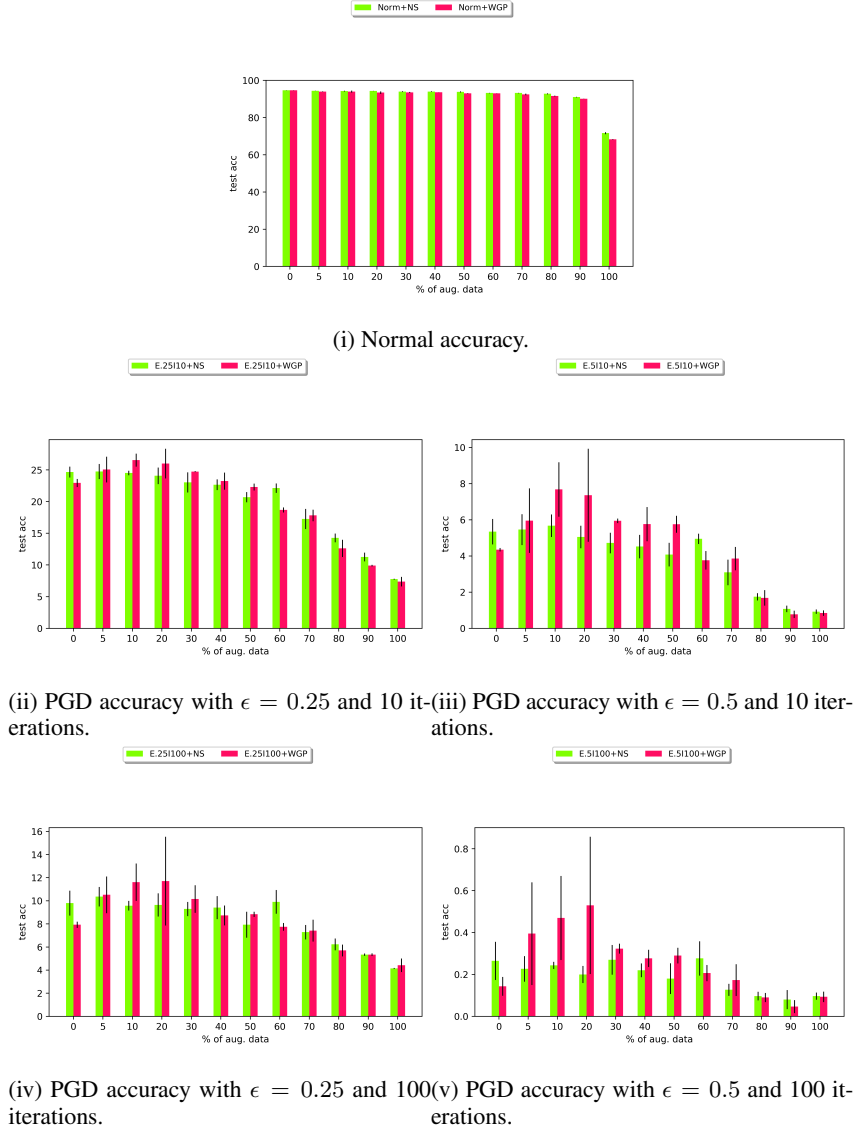 Norm+NS Norm+WGP
100
80
60
40
20
0
test acc
0 5 10 20 30 40 50 60 70 80 90 100
% of aug. data
(i) Normal accuracy.
E.25I10+NS E.25I10+WGP
25
20
15
10
5
0
test acc
0 5 10 20 30 40 50 60 70 80 90 100
% of aug. data
E.5I10+NS E.5I10+WGP
10
8
6
4
2
0
test acc
0 5 10 20 30 40 50 60 70 80 90 100
% of aug. data
(ii) PGD accuracy with ϵ = 0.25 and 10 it-
erations.
(iii) PGD accuracy with ϵ = 0.5 and 10 iter-
ations.
E.25I100+NS E.25I100+WGP
16
14
12
10
8
6
4
2
0
test acc
0 5 10 20 30 40 50 60 70 80 90 100
% of aug. data
E.5I100+NS E.5I100+WGP
0.8
0.6
0.4
0.2
0.0
test acc
0 5 10 20 30 40 50 60 70 80 90 100
% of aug. data
(iv) PGD accuracy with ϵ = 0.25 and 100
iterations.
(v) PGD accuracy with ϵ = 0.5 and 100 it-
erations.